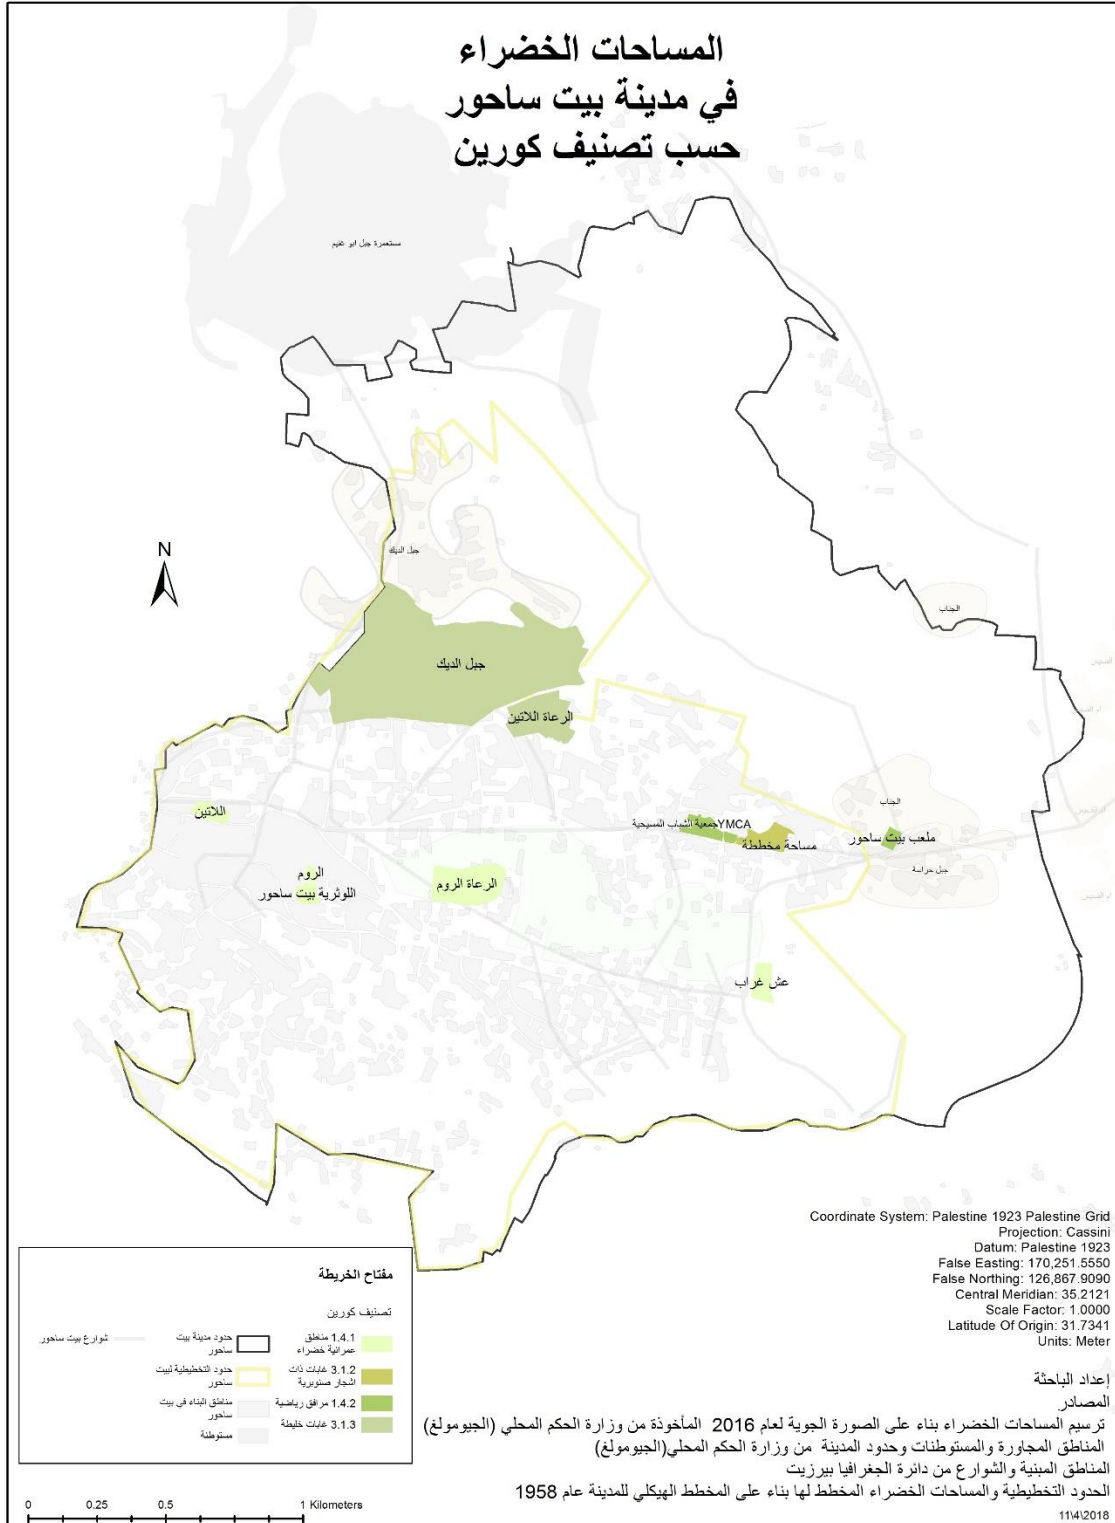 المساحات الخضراء
في مدينة بيت ساحور
حسب تصنيف كورين
مستعمرة جبل ابو غنيم
N
جبل الديك
الجناب
جبل الديك
الرعاة اللاتين
ام القسيس
اللاتين
جمعية الشباب المسيحية YMCA
مساحة مخططة
الجناب
ملعب بيت ساحور
جبل حراسة
الروم
اللوثرية بيت ساحور
الرعاة الروم
عش غراب
Coordinate System: Palestine 1923 Palestine Grid
Projection: Cassini
Datum: Palestine 1923
False Easting: 170,251.5550
False Northing: 126,867.9090
Central Meridian: 35.2121
Scale Factor: 1.0000
Latitude Of Origin: 31.7341
Units: Meter
مفتاح الخريطة
تصنيف كورين
1.4.1 مناطق
عمرانية خضراء
3.1.2 غابات ذات
اشجار صنوبرية
1.4.2 مرافق رياضية
3.1.3 غابات خليطة
حدود مدينة بيت
ساحور
حدود التخطيطية لبيت
ساحور
مناطق البناء في بيت
ساحور
مستوطنة
شوارع بيت ساحور
إعداد الباحثة
المصادر
ترسيم المساحات الخضراء بناء على الصورة الجوية لعام 2016 المأخوذة من وزارة الحكم المحلي (الجيومولغ)
المناطق المجاورة والمستوطنات وحدود المدينة من وزارة الحكم المحلي(الجيومولغ)
المناطق المبنية والشوارع من دائرة الجغرافيا بيرزيت
الحدود التخطيطية والمساحات الخضراء المخطط لها بناء على المخطط الهيكلي للمدينة عام 1958
11\4\2018
0 0.25 0.5 1 Kilometers